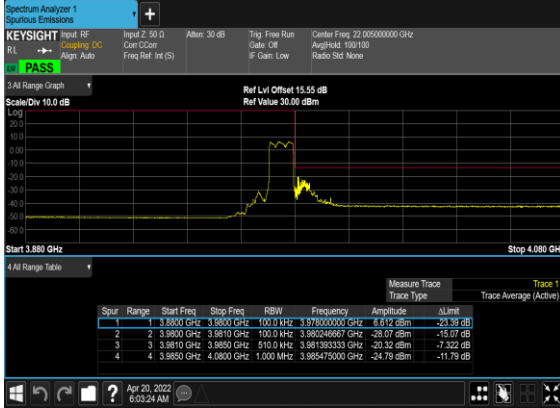 Spectrum Analyzer 1
Spurious Emissions
+
KEYSIGHT Input: RF Input Z: 50 Ω Atten: 30 dB Trig: Free Run Center Freq: 22.005000000 GHz
RL Coupling: DC Corr CCorr Gate: Off Avg|Hold: 100/100
Align: Auto Freq Ref: Int (S) IF Gain: Low Radio Std: None
PASS
3 All Range Graph
Ref Lvl Offset 15.55 dB
Scale/Div 10.0 dB Ref Value 30.00 dBm
Log
20.0
10.0
0.00
-10.0
-20.0
-30.0
-40.0
-50.0
-60.0
Start 3.880 GHz Stop 4.080 GH
4 All Range Table
Measure Trace Trace 1
Trace Type Trace Average (Active)
Spur Range Start Freq Stop Freq RBW Frequency Amplitude ΔLimit
1 1 3.8800 GHz 3.9800 GHz 100.0 kHz 3.978000000 GHz 6.612 dBm -23.39 dB
2 2 3.9800 GHz 3.9810 GHz 100.0 kHz 3.980246667 GHz -28.07 dBm -15.07 dB
3 3 3.9810 GHz 3.9850 GHz 510.0 kHz 3.981393333 GHz -20.32 dBm -7.322 dB
4 4 3.9850 GHz 4.0800 GHz 1.000 MHz 3.985475000 GHz -24.79 dBm -11.79 dB
?
Apr 20, 2022
6:03:24 AM